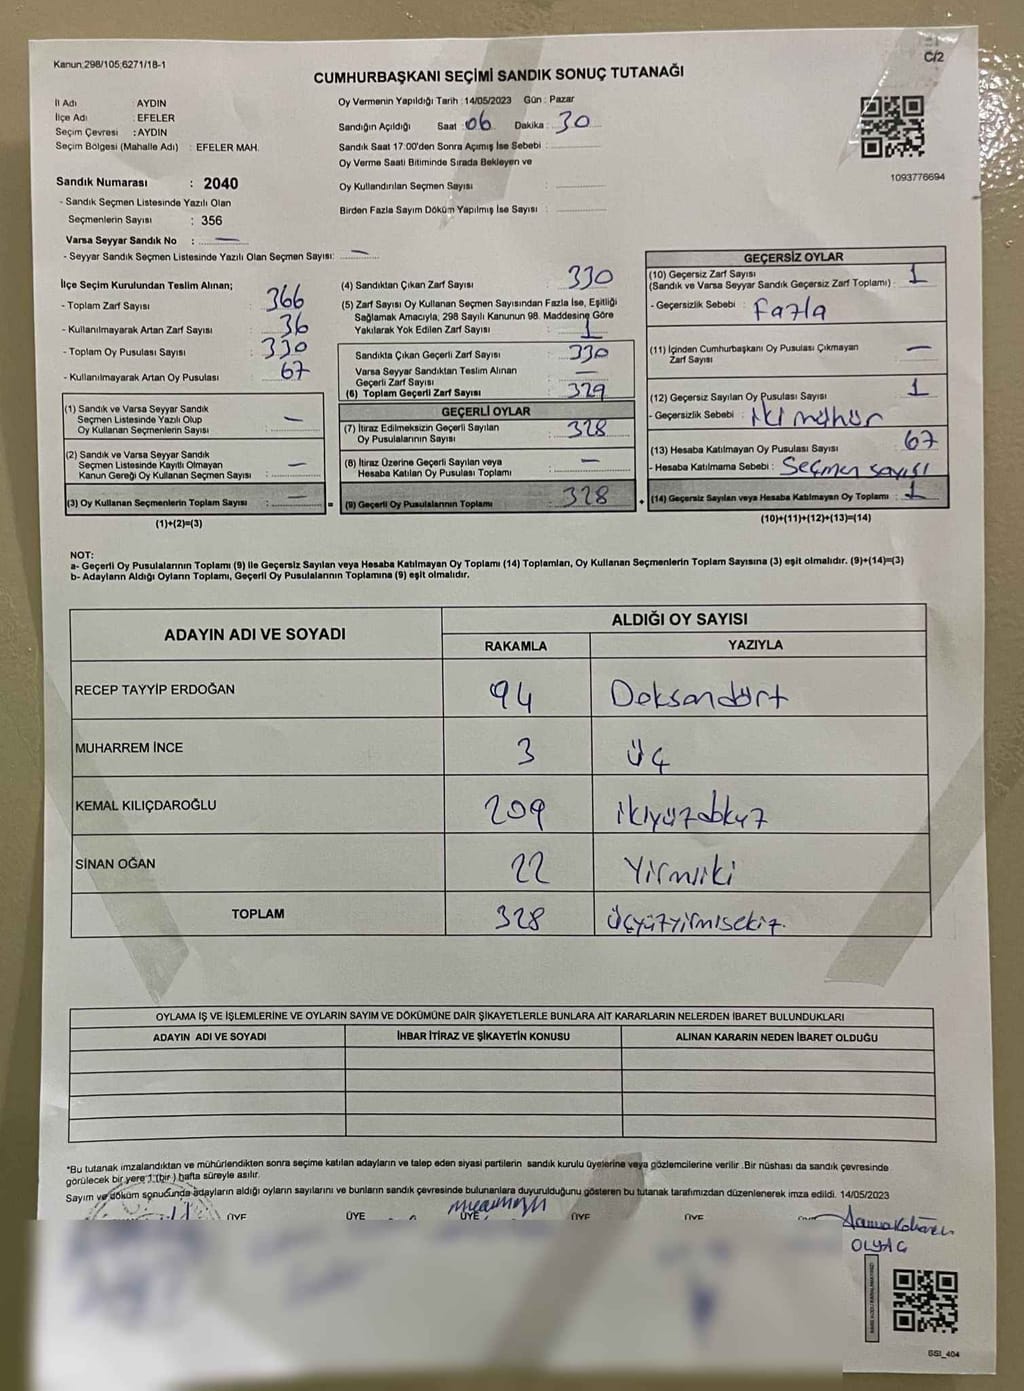 Kanun:298/105,6271/18-1
C/2
CUMHURBAŞKANI SEÇİMİ SANDIK SONUÇ TUTANAĞI
İl Adı AYDIN
İlçe Adı : EFELER
Seçim Çevresi : AYDIN
Seçim Bölgesi (Mahalle Adı) : EFELER MAH.
Oy Vermenin Yapıldığı Tarih :14/05/2023 Gün : Pazar
Sandığın Açıldığı Saat :06 Dakika : 30
Sandık Saat 17:00'den Sonra Açımış İse Sebebi :
Oy Verme Saati Bitiminde Sırada Bekleyen ve
Oy Kullandırılan Seçmen Sayısı :
Birden Fazla Sayım Döküm Yapılmış İse Sayısı :
1093776694
Sandık Numarası : 2040
- Sandık Seçmen Listesinde Yazılı Olan
Seçmenlerin Sayısı : 356
Varsa Seyyar Sandık No : —
- Seyyar Sandık Seçmen Listesinde Yazılı Olan Seçmen Sayısı: —
İlçe Seçim Kurulundan Teslim Alınan;
- Toplam Zarf Sayısı : 366
- Kullanılmayarak Artan Zarf Sayısı : 36
- Toplam Oy Pusulası Sayısı : 330
- Kullanılmayarak Artan Oy Pusulası : 67
(1) Sandık ve Varsa Seyyar Sandık
Seçmen Listesinde Yazılı Olup
Oy Kullanan Seçmenlerin Sayısı : —
(2) Sandık ve Varsa Seyyar Sandık
Seçmen Listesinde Kayıtlı Olmayan
Kanun Gereği Oy Kullanan Seçmen Sayısı : —
(3) Oy Kullanan Seçmenlerin Toplam Sayısı : —
(1)+(2)=(3)
(4) Sandıktan Çıkan Zarf Sayısı : 330
(5) Zarf Sayısı Oy Kullanan Seçmen Sayısından Fazla İse, Eşitliği
Sağlamak Amacıyla, 298 Sayılı Kanunun 98. Maddesine Göre
Yakılarak Yok Edilen Zarf Sayısı : 1
Sandıkta Çıkan Geçerli Zarf Sayısı : 330
Varsa Seyyar Sandıktan Teslim Alınan
Geçerli Zarf Sayısı : —
(6) Toplam Geçerli Zarf Sayısı : 329
GEÇERLİ OYLAR
(7) İtiraz Edilmeksizin Geçerli Sayılan
Oy Pusulalarının Sayısı : 328
(8) İtiraz Üzerine Geçerli Sayılan veya
Hesaba Katılan Oy Pusulası Toplamı : —
= (9) Geçerli Oy Pusulalarının Toplamı : 328
GEÇERSİZ OYLAR
(10) Geçersiz Zarf Sayısı
(Sandık ve Varsa Seyyar Sandık Geçersiz Zarf Toplamı) : 1
- Geçersizlik Sebebi : Fazla
(11) İçinden Cumhurbaşkanı Oy Pusulası Çıkmayan
Zarf Sayısı : —
(12) Geçersiz Sayılan Oy Pusulası Sayısı : 1
- Geçersizlik Sebebi : iki mühür
(13) Hesaba Katılmayan Oy Pusulası Sayısı : 67
- Hesaba Katılmama Sebebi : Seçmen sayısı
+ (14) Geçersiz Sayılan veya Hesaba Katılmayan Oy Toplamı : 1
(10)+(11)+(12)+(13)=(14)
NOT:
a- Geçerli Oy Pusulalarının Toplamı (9) ile Geçersiz Sayılan veya Hesaba Katılmayan Oy Toplamı (14) Toplamları, Oy Kullanan Seçmenlerin Toplam Sayısına (3) eşit olmalıdır. (9)+(14)=(3)
b- Adayların Aldığı Oyların Toplamı, Geçerli Oy Pusulalarının Toplamına (9) eşit olmalıdır.
ADAYIN ADI VE SOYADI ALDIĞI OY SAYISI
RAKAMLA YAZIYLA
RECEP TAYYİP ERDOĞAN 94 Doksandört
MUHARREM İNCE 3 Üç
KEMAL KILIÇDAROĞLU 209 ikiyüzdokuz
SİNAN OĞAN 22 Yirmiiki
TOPLAM 328 Üçyüzyirmisekiz.
OYLAMA İŞ VE İŞLEMLERİNE VE OYLARIN SAYIM VE DÖKÜMÜNE DAİR ŞİKAYETLERLE BUNLARA AİT KARARLARIN NELERDEN İBARET BULUNDUKLARI
ADAYIN ADI VE SOYADI İHBAR İTİRAZ VE ŞİKAYETİN KONUSU ALINAN KARARIN NEDEN İBARET OLDUĞU
*Bu tutanak imzalandıktan ve mühürlendikten sonra seçime katılan adayların ve talep eden siyasi partilerin sandık kurulu üyelerine veya gözlemcilerine verilir .Bir nüshası da sandık çevresinde
görülecek bir yere 1 (bir ) hafta süreyle asılır.
Sayım ve döküm sonucunda adayların aldığı oyların sayılarını ve bunların sandık çevresinde bulunanlara duyurulduğunu gösteren bu tutanak tarafımızdan düzenlenerek imza edildi. 14/05/2023
ÜYE ÜYE ÜYE ÜYE ÜYE
OLYAÇ
SSI_404